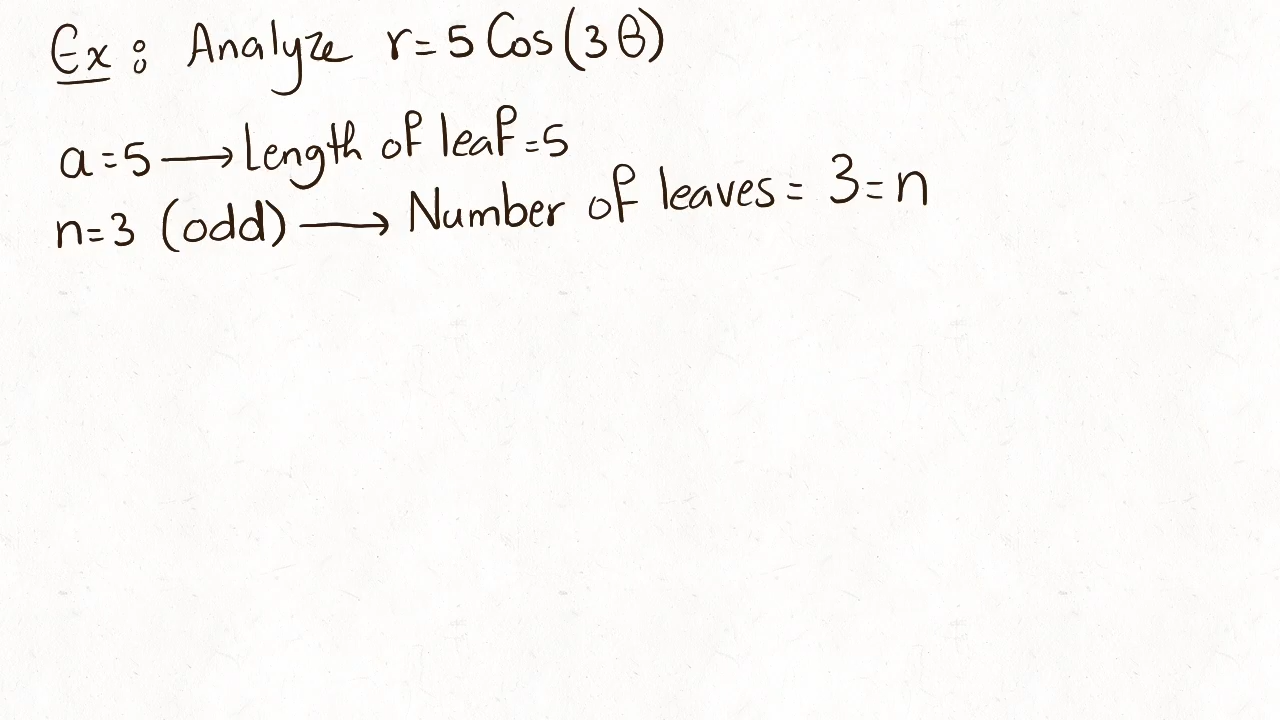 Ex: Analyze r=5 Cos(3θ)
a=5 → Length of leaf=5
n=3 (odd) → Number of leaves = 3=n